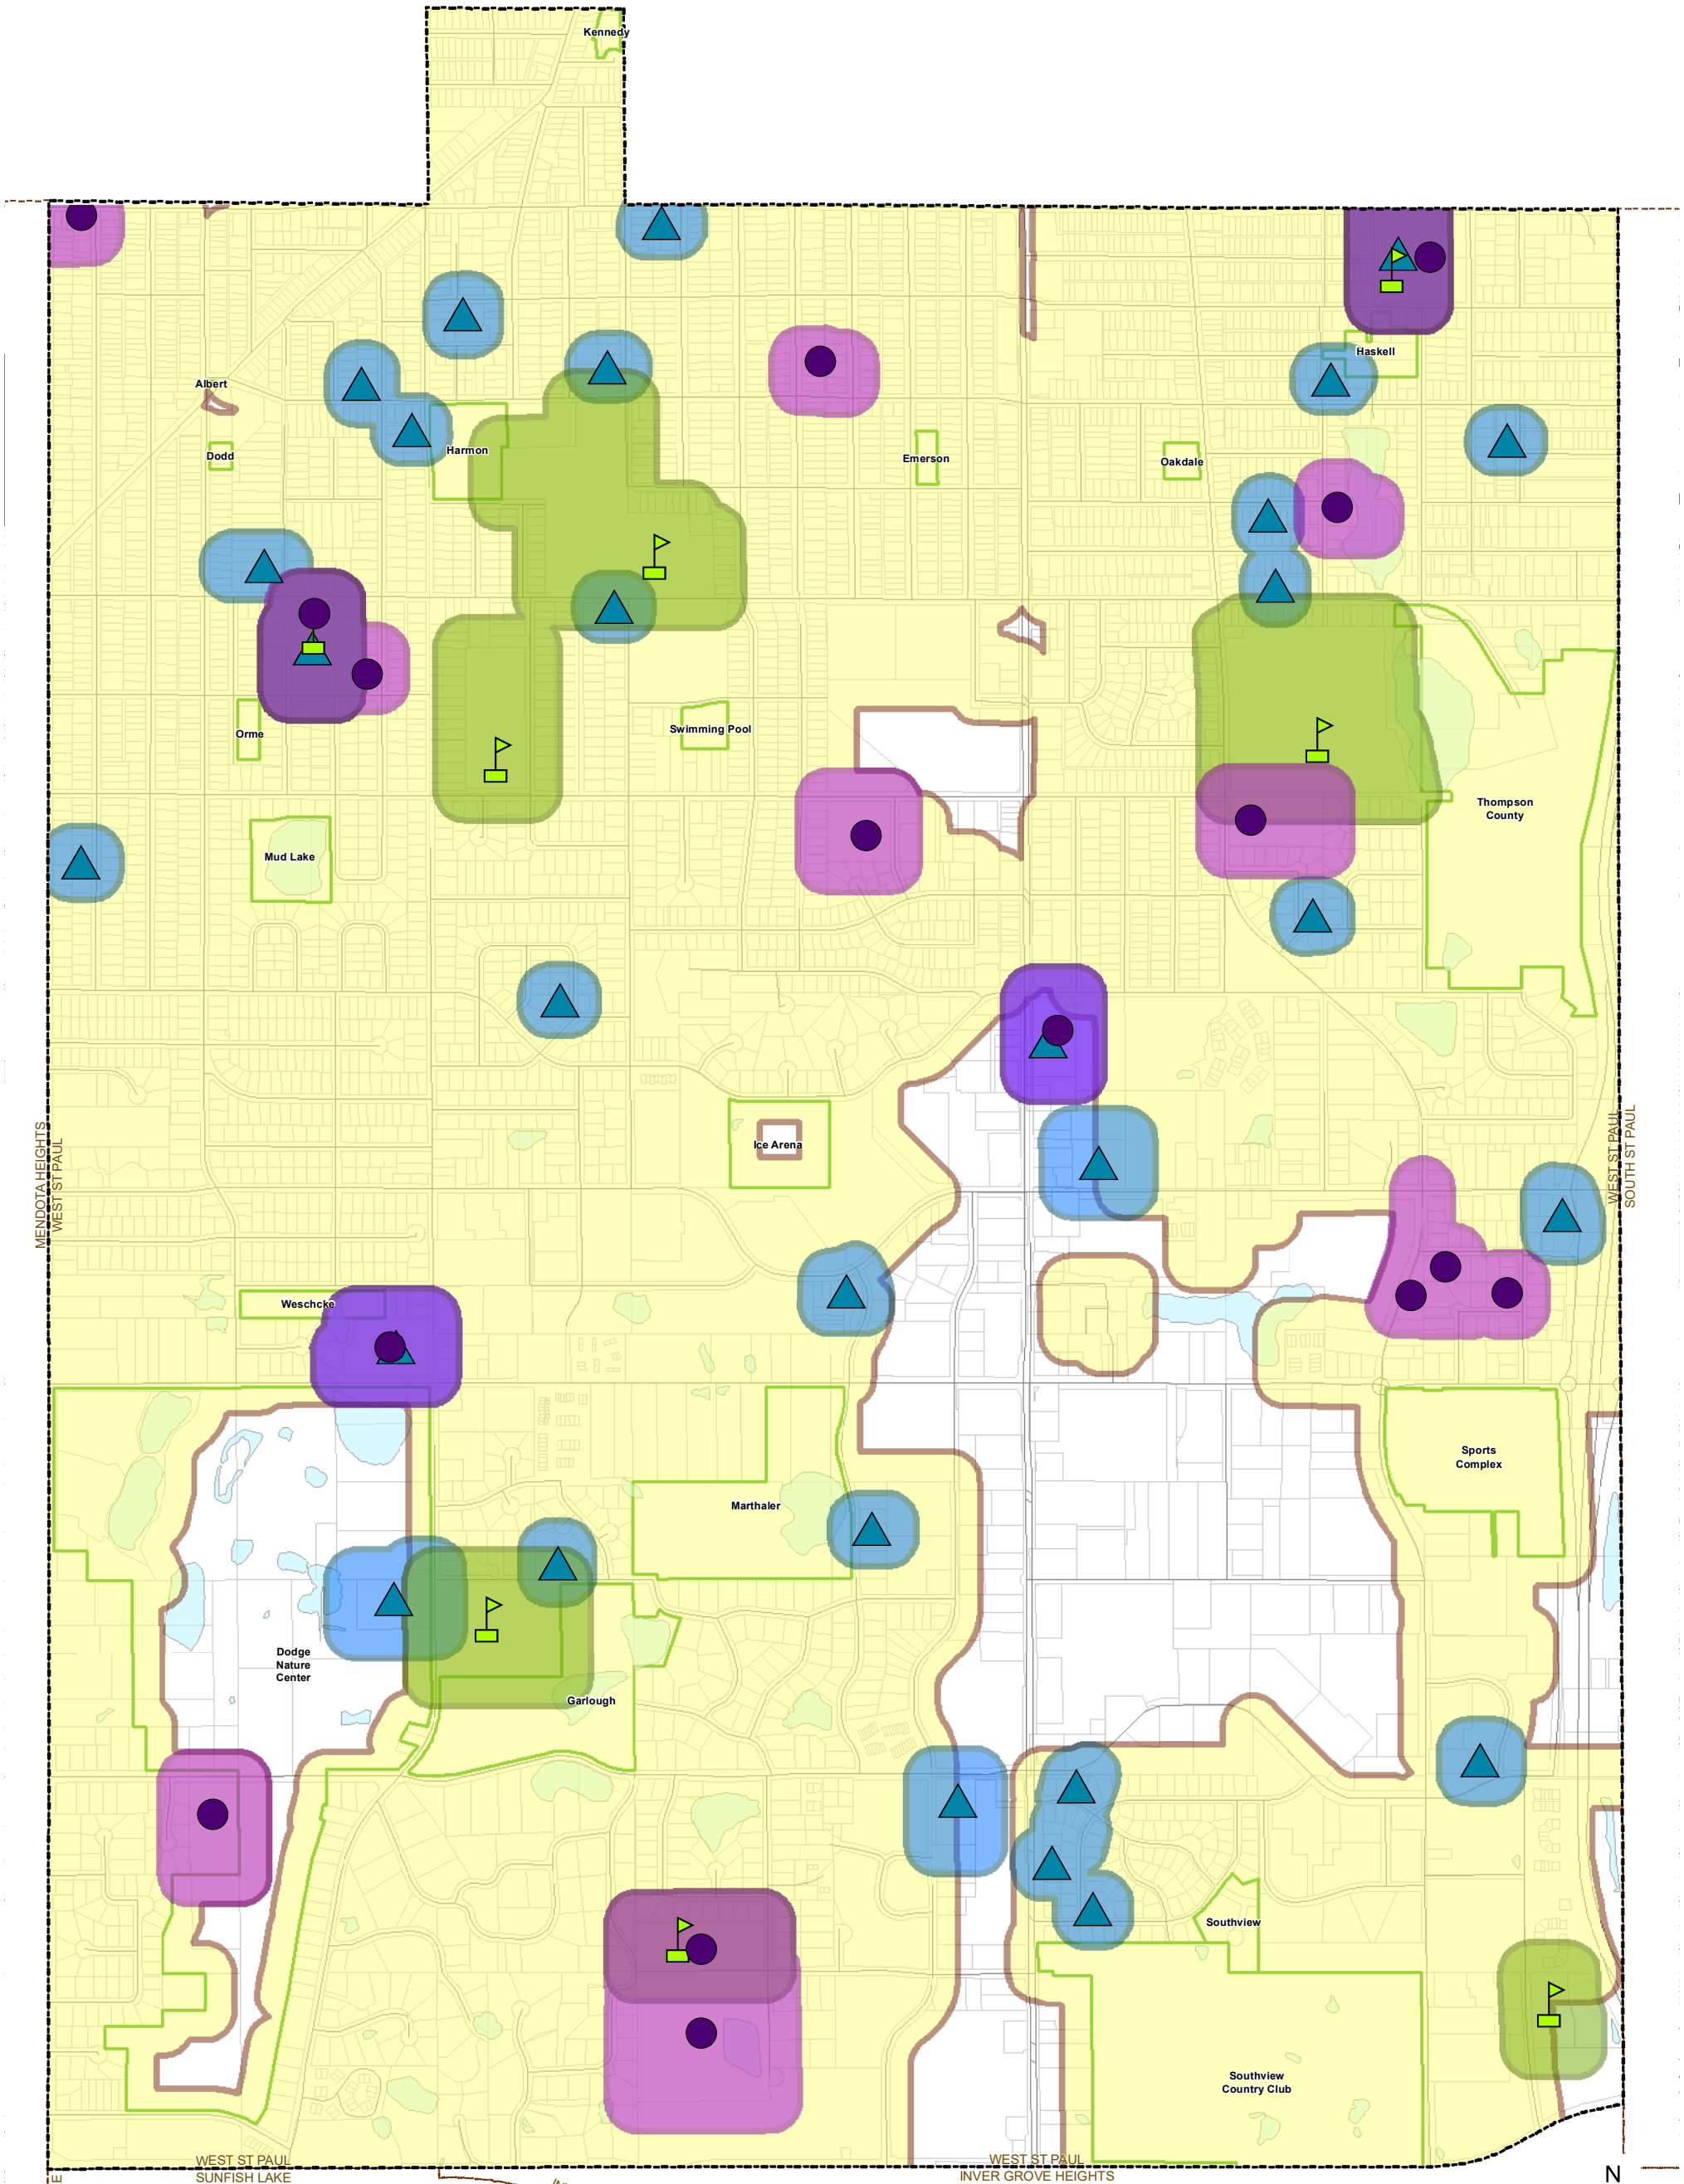 Kennedy
Haskell
Albert
Harmon
Dodd
Emerson
Oakdale
Orme
Swimming Pool
Thompson
County
Mud Lake
Ice Arena
MENDOTA HEIGHTS
WEST ST PAUL
WEST ST PAUL
SOUTH ST PAUL
Weschcke
Sports
Complex
Marthaler
Dodge
Nature
Center
Garlough
Southview
Southview
Country Club
WEST ST PAUL
SUNFISH LAKE
WEST ST PAUL
INVER GROVE HEIGHTS
E
N